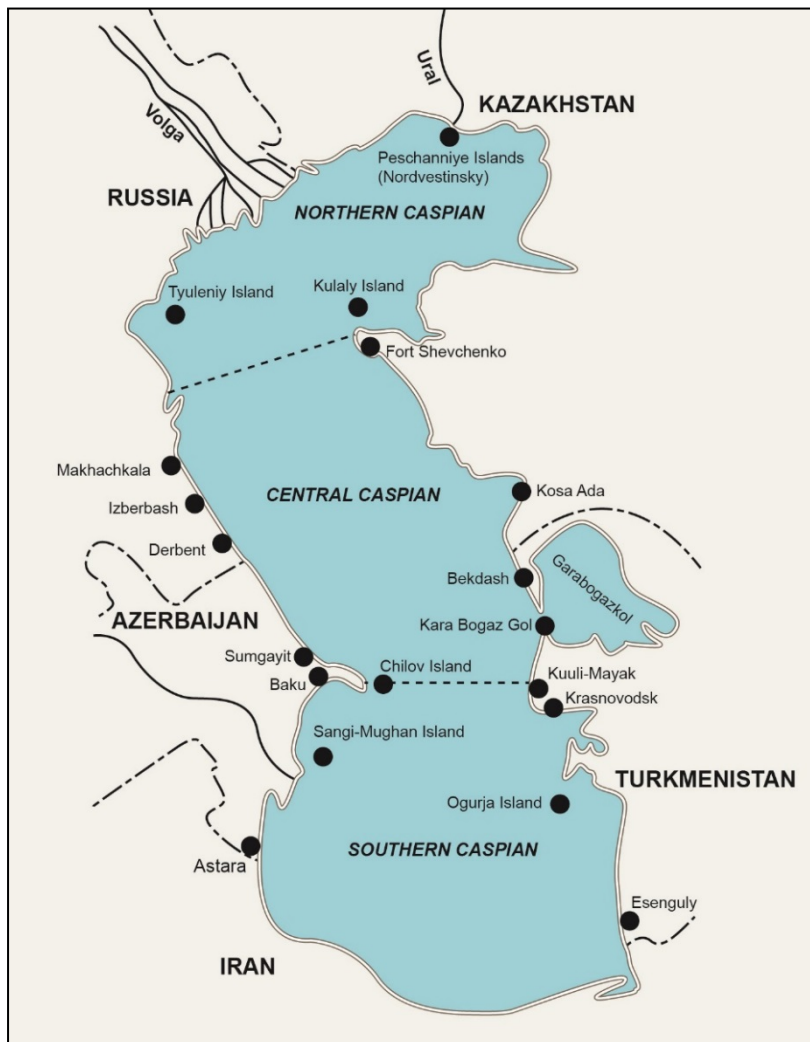 Ural
KAZAKHSTAN
Volga
Peschanniye Islands
(Nordvestinsky)
RUSSIA
NORTHERN CASPIAN
Tyuleniy Island
Kulaly Island
Fort Shevchenko
Makhachkala
CENTRAL CASPIAN
Kosa Ada
Izberbash
Derbent
Bekdash
Garabogazkol
AZERBAIJAN
Kara Bogaz Gol
Sumgayit
Chilov Island
Kuuli-Mayak
Baku
Krasnovodsk
Sangi-Mughan Island
TURKMENISTAN
Ogurja Island
SOUTHERN CASPIAN
Astara
Esenguly
IRAN